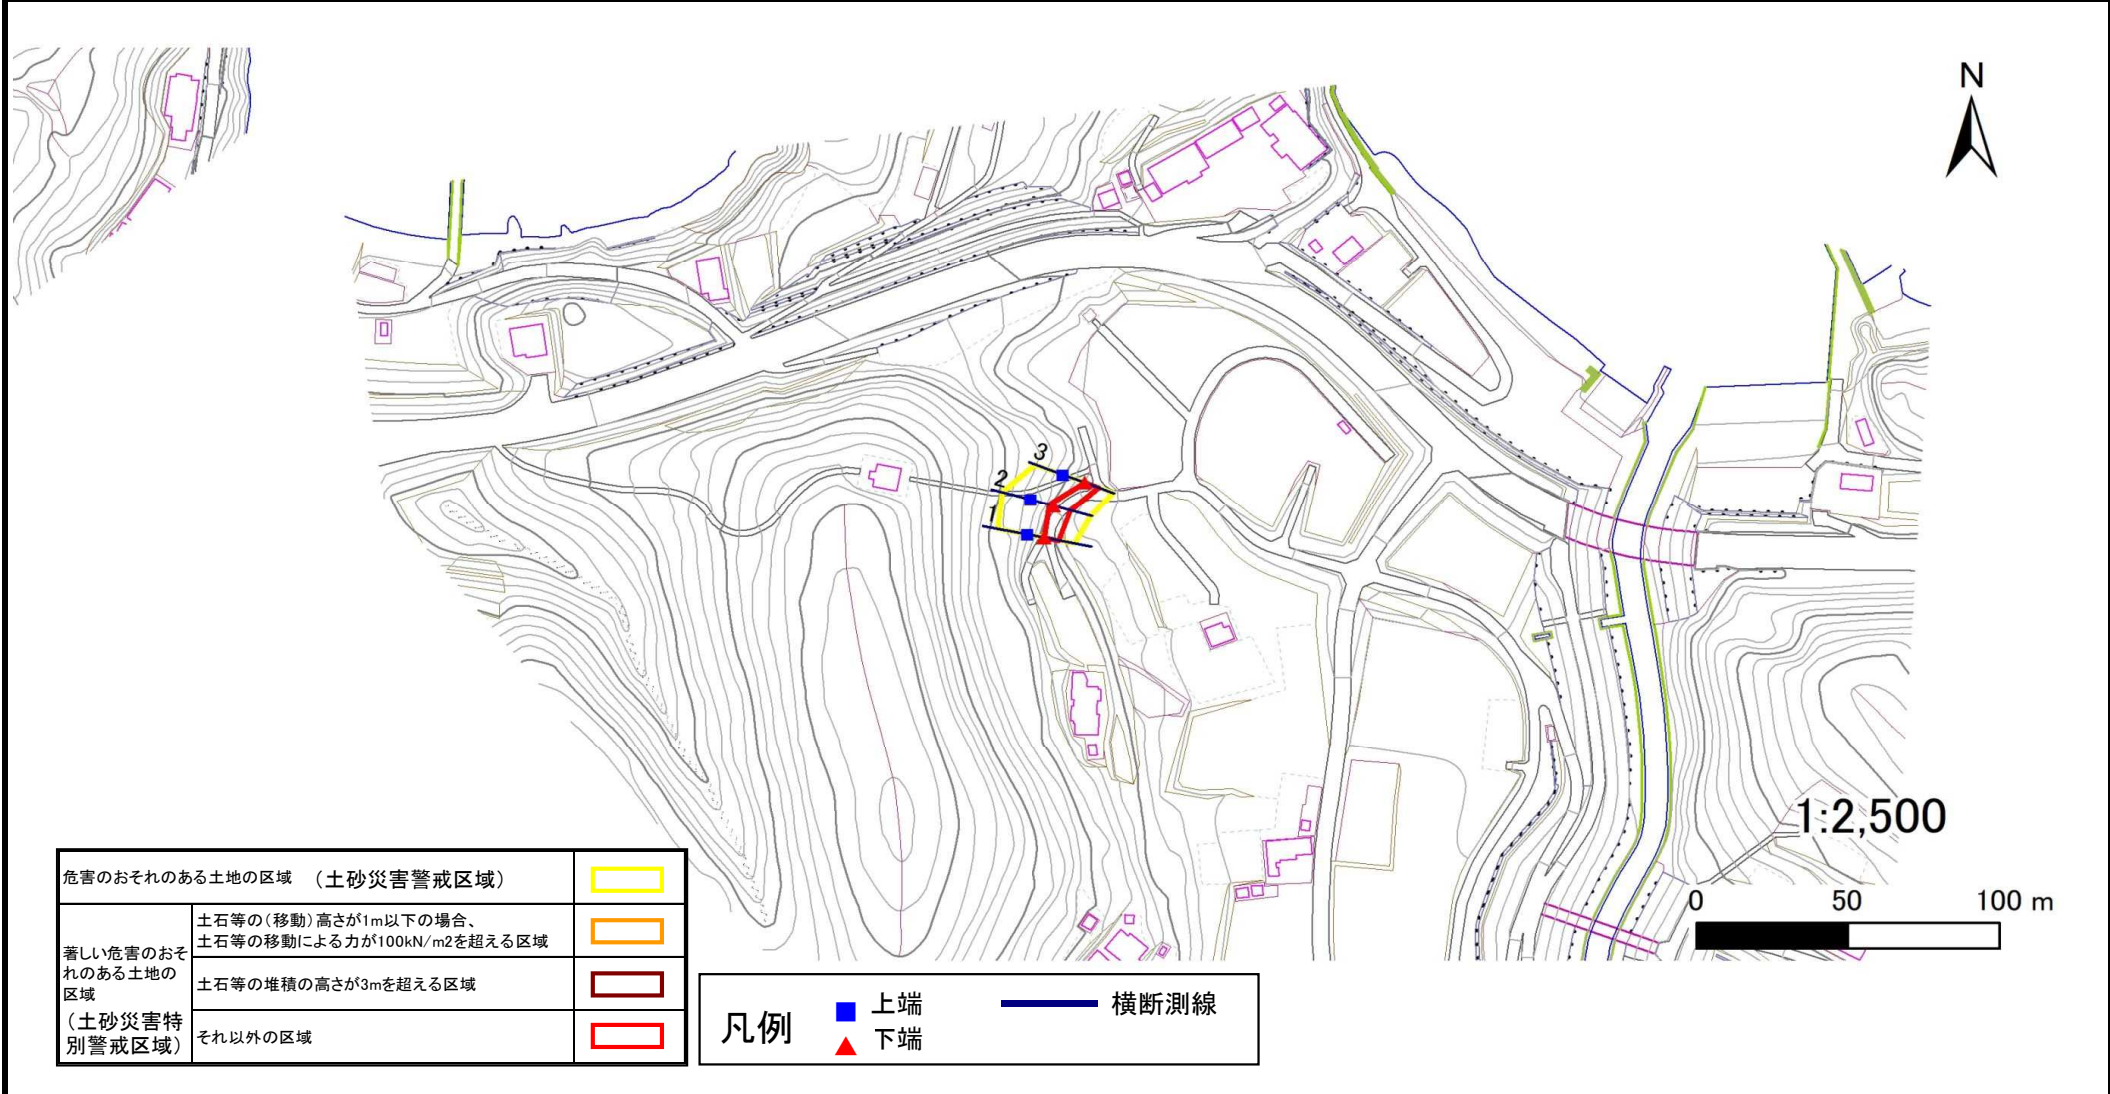 N
3
2
1
1:2,500
0 50 100 m
危害のおそれのある土地の区域 （土砂災害警戒区域）
著しい危害のおそ
れのある土地の
区域
（土砂災害特
別警戒区域）
土石等の（移動）高さが1m以下の場合、
土石等の移動による力が100kN/m2を超える区域
土石等の堆積の高さが3mを超える区域
それ以外の区域
凡例
上端
下端
横断測線